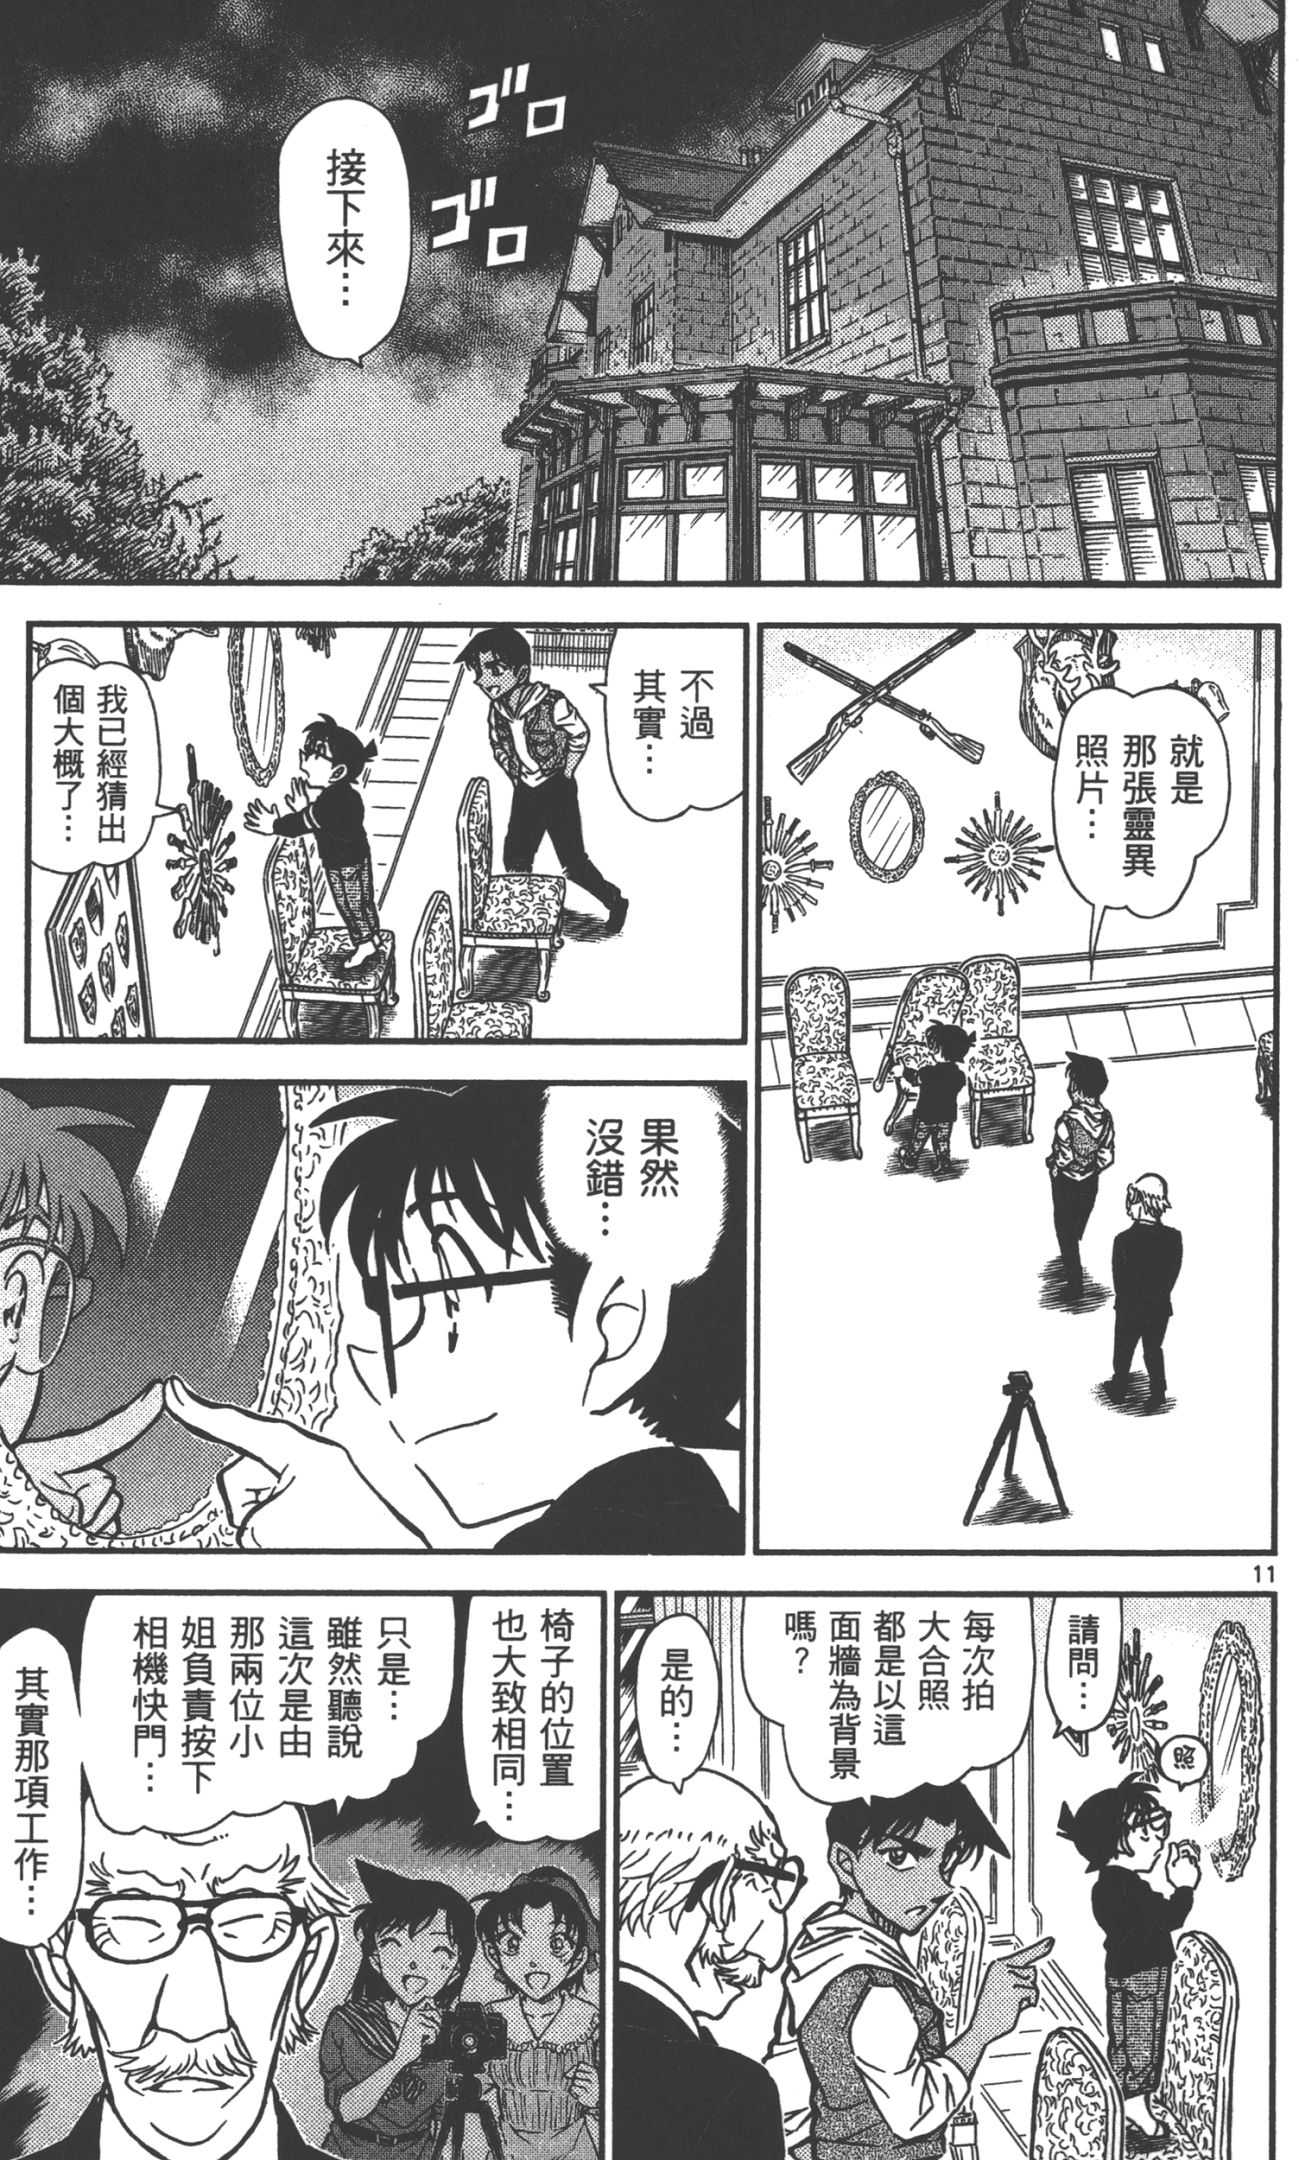 ゴロ
ゴロ
接下來…
就是
那張靈異
照片…
不過
其實…
我已經猜出
個大概了…
果然
沒錯…
11
請問…
照
每次拍
大合照
都是以這
面牆為背景
嗎？
是的…
椅子的位置
也大致相同…
只是…
雖然聽說
這次是由
那兩位小
姐負責按下
相機快門…
其實那項工作…